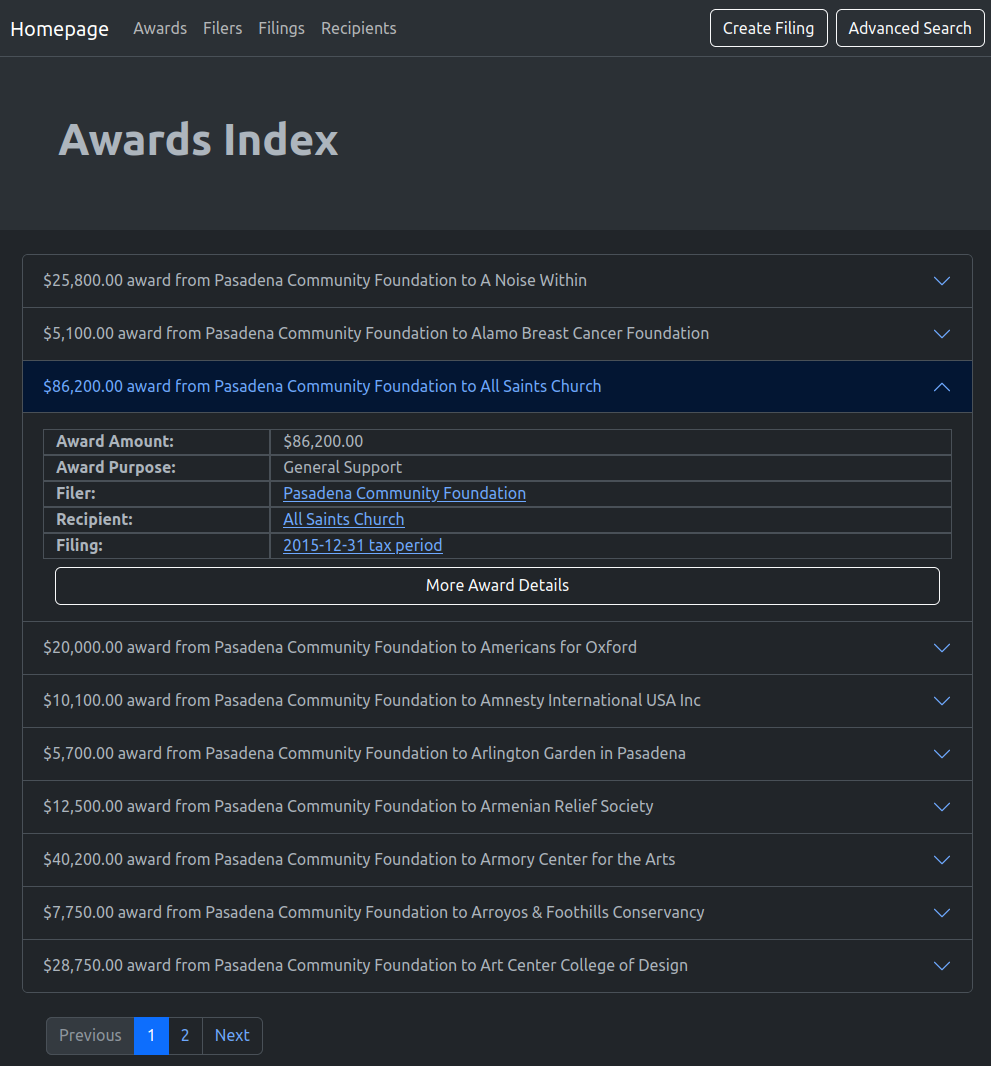 Homepage Awards Filers Filings Recipients Create Filing Advanced Search
Awards Index
$25,800.00 award from Pasadena Community Foundation to A Noise Within
$5,100.00 award from Pasadena Community Foundation to Alamo Breast Cancer Foundation
$86,200.00 award from Pasadena Community Foundation to All Saints Church
Award Amount: $86,200.00
Award Purpose: General Support
Filer: Pasadena Community Foundation
Recipient: All Saints Church
Filing: 2015-12-31 tax period
More Award Details
$20,000.00 award from Pasadena Community Foundation to Americans for Oxford
$10,100.00 award from Pasadena Community Foundation to Amnesty International USA Inc
$5,700.00 award from Pasadena Community Foundation to Arlington Garden in Pasadena
$12,500.00 award from Pasadena Community Foundation to Armenian Relief Society
$40,200.00 award from Pasadena Community Foundation to Armory Center for the Arts
$7,750.00 award from Pasadena Community Foundation to Arroyos & Foothills Conservancy
$28,750.00 award from Pasadena Community Foundation to Art Center College of Design
Previous 1 2 Next